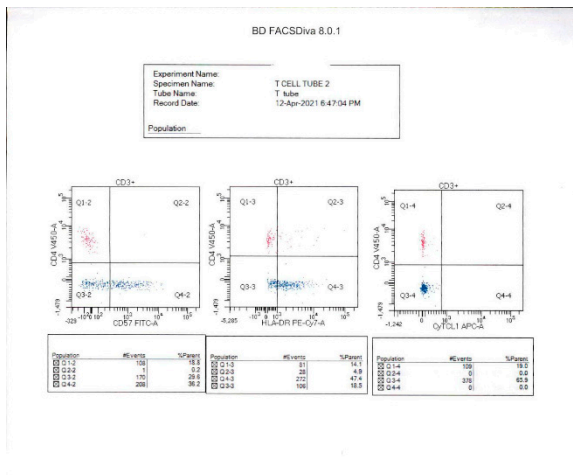 BD FACSDiva 8.0.1
Experiment Name:
Specimen Name: T CELL TUBE 2
Tube Name: T tube
Record Date: 12-Apr-2021 6:47:04 PM
Population
CD3+
Q1-2 Q2-2
Q3-2 Q4-2
CD4 V450-A
CD57 FITC-A
CD3+
Q1-3 Q2-3
Q3-3 Q4-3
CD4 V450-A
-5,285
HLA-DR PE-Cy7-A
CD3+
Q1-4 Q2-4
Q3-4 Q4-4
CD4 V450-A
-1,242
CyTCL1 APC-A
Population #Events %Parent
Q1-2 108 18.8
Q2-2 1 0.2
Q3-2 170 29.6
Q4-2 208 36.2
Population #Events %Parent
Q1-3 81 14.1
Q2-3 28 4.9
Q4-3 272 47.4
Q3-3 106 18.5
Population #Events %Parent
Q1-4 109 19.0
Q2-4 0 0.0
Q3-4 378 65.9
Q4-4 0 0.0